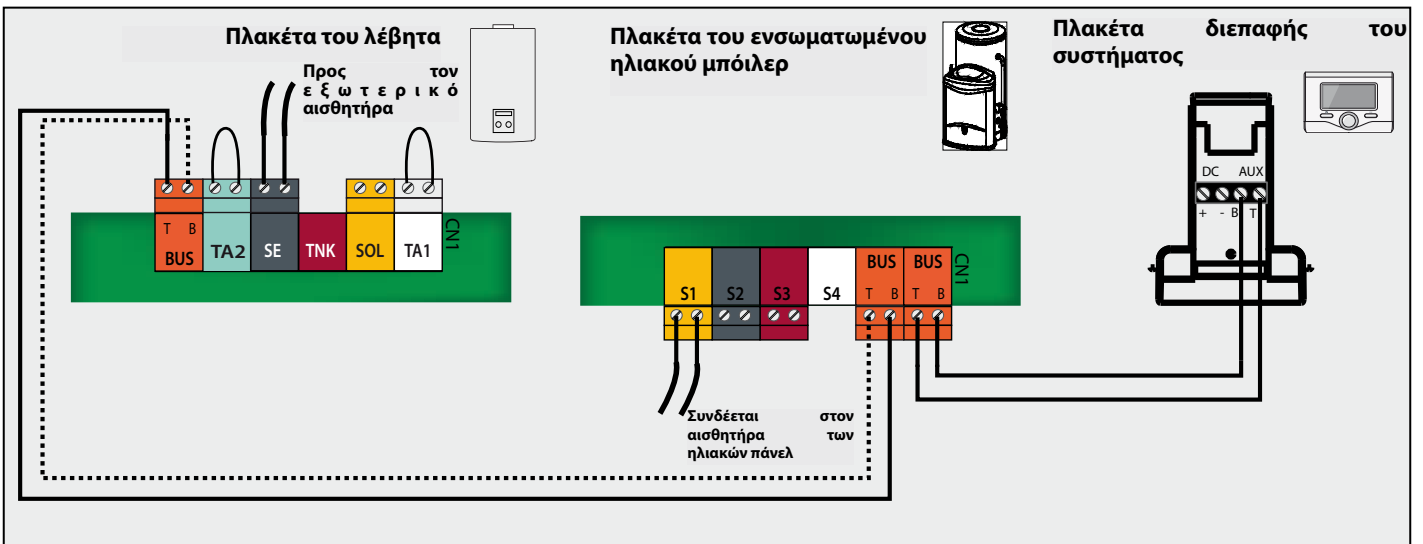 Πλακέτα του λέβητα
Προς τον
εξωτερικό
αισθητήρα
T B
BUS
TA2
SE
TNK
SOL
TA1
CN1
Πλακέτα του ενσωματωμένου
ηλιακού μπόιλερ
S1
S2
S3
S4
BUS
T B
BUS
T B
CN1
Συνδέεται στον
αισθητήρα των
ηλιακών πάνελ
Πλακέτα διεπαφής του
συστήματος
DC AUX
+ - B T